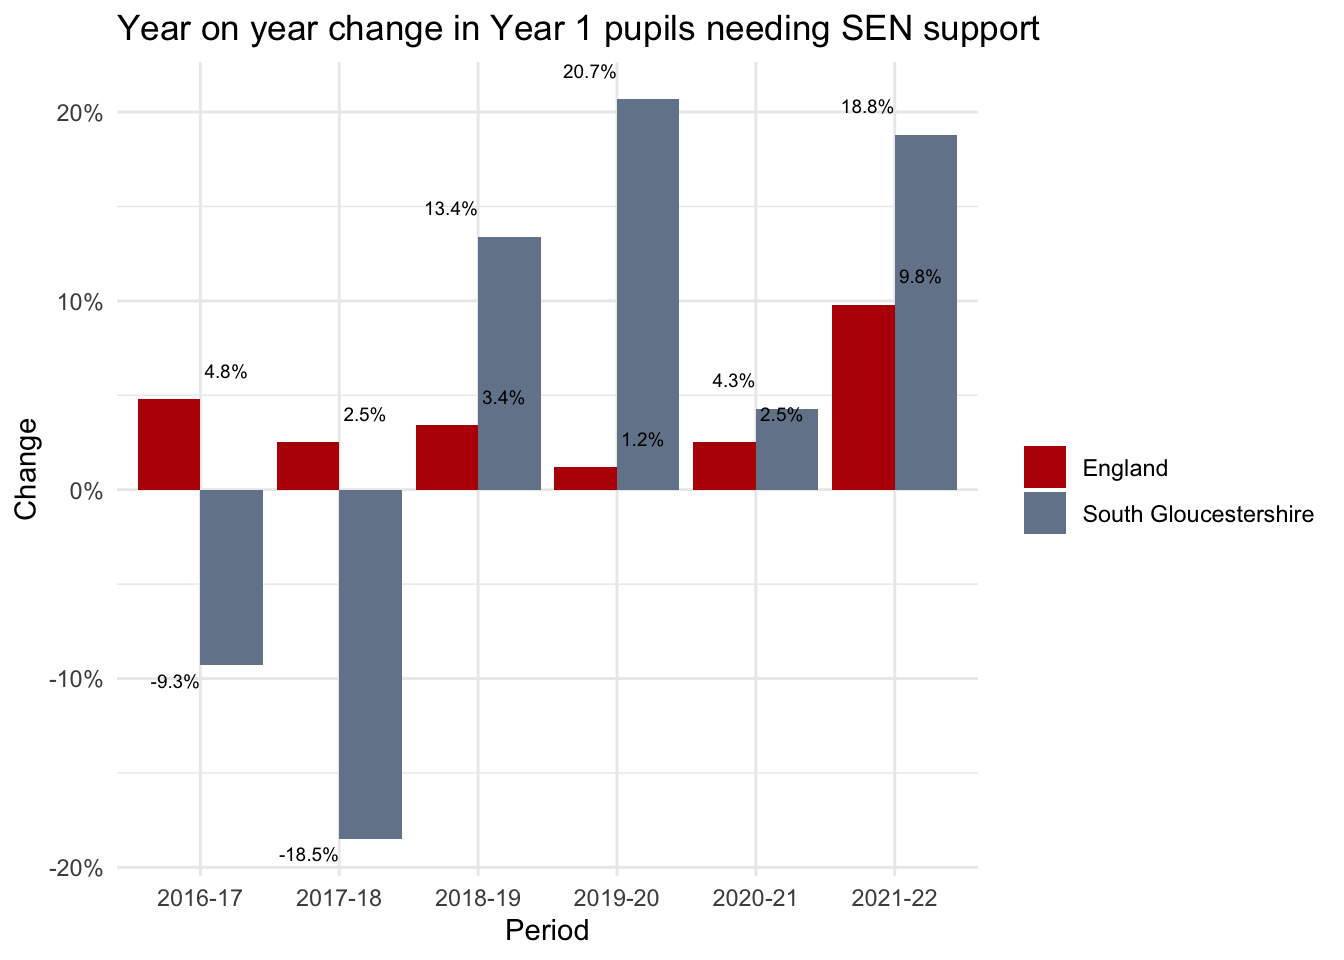 Year on year change in Year 1 pupils needing SEN support
20.7%
20%
18.8%
13.4%
10%
9.8%
4.8%
3.4%
4.3%
2.5%
2.5%
1.2%
0%
Change
England
South Gloucestershire
-10%
-9.3%
-18.5%
-20%
2016-17 2017-18 2018-19 2019-20 2020-21 2021-22
Period